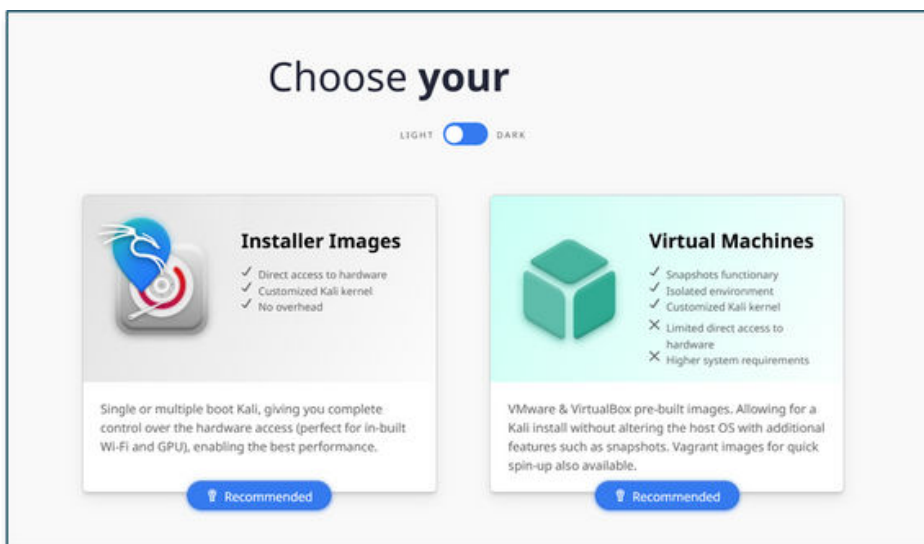 Choose your
LIGHT DARK
Installer Images
Direct access to hardware
Customized Kali kernel
No overhead
Single or multiple boot Kali, giving you complete
control over the hardware access (perfect for in-built
Wi-Fi and GPU), enabling the best performance.
Recommended
Virtual Machines
Snapshots functionary
Isolated environment
Customized Kali kernel
Limited direct access to
hardware
Higher system requirements
VMware & VirtualBox pre-built images. Allowing for a
Kali install without altering the host OS with additional
features such as snapshots. Vagrant images for quick
spin-up also available.
Recommended